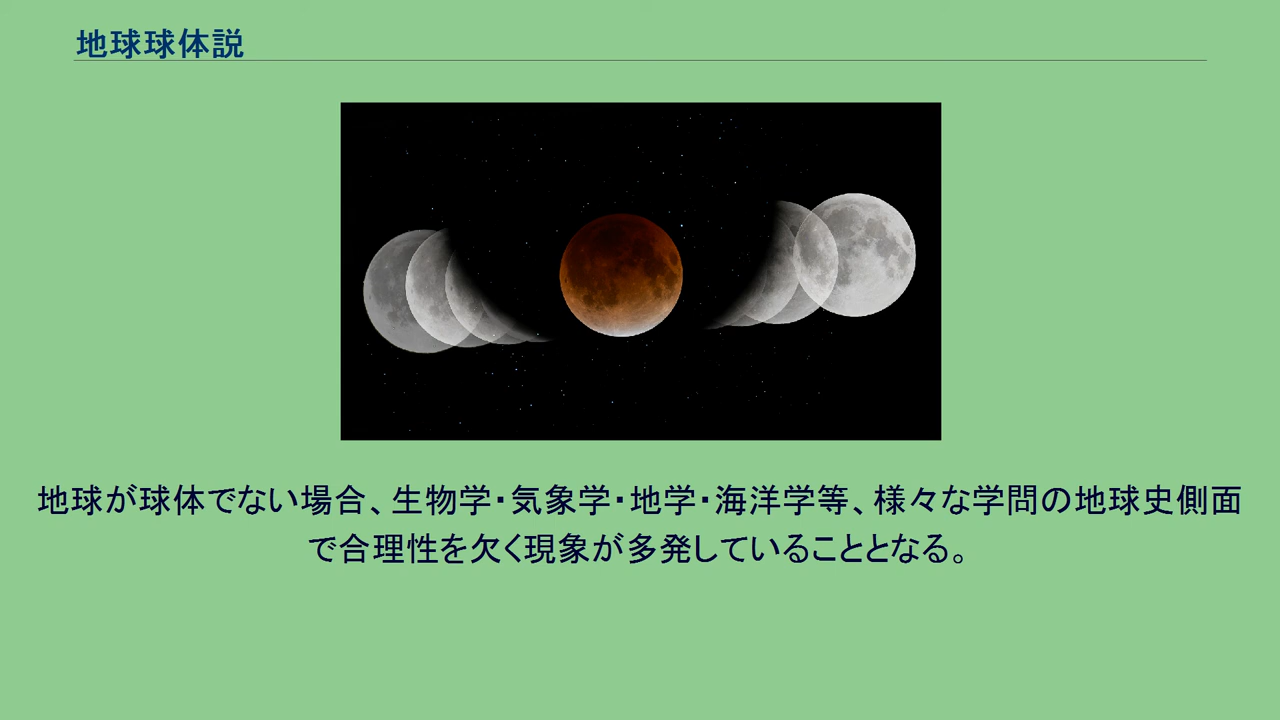 地球球体説
地球が球体でない場合、生物学・気象学・地学・海洋学等、様々な学問の地球史側面
で合理性を欠く現象が多発していることとなる。